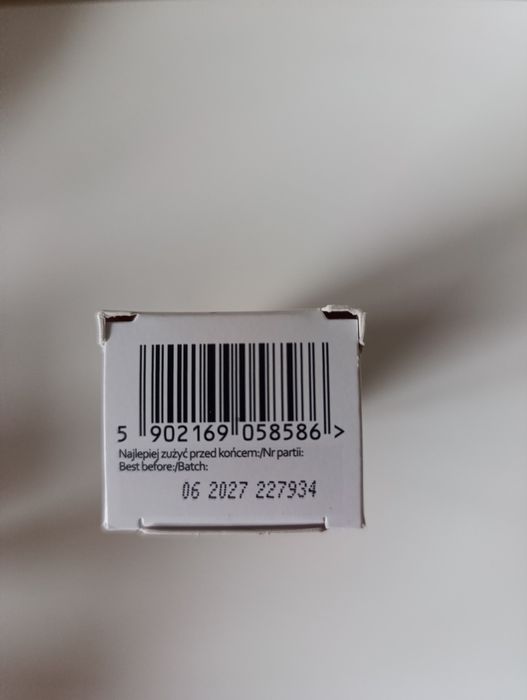 5 902169 058586 >
Najlepiej zużyć przed końcem:/Nr partii:
Best before:/Batch:
06 2027 227934